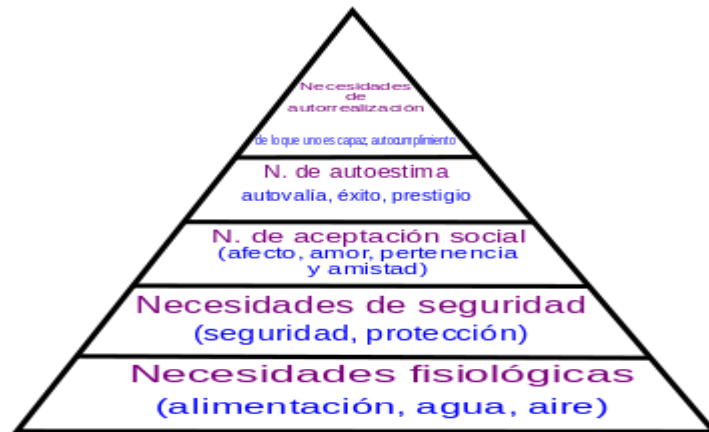 Necesidades
de
autorrealización
de lo que uno es capaz, autocumplimiento
N. de autoestima
autovalía, éxito, prestigio
N. de aceptación social
(afecto, amor, pertenencia
y amistad)
Necesidades de seguridad
(seguridad, protección)
Necesidades fisiológicas
(alimentación, agua, aire)